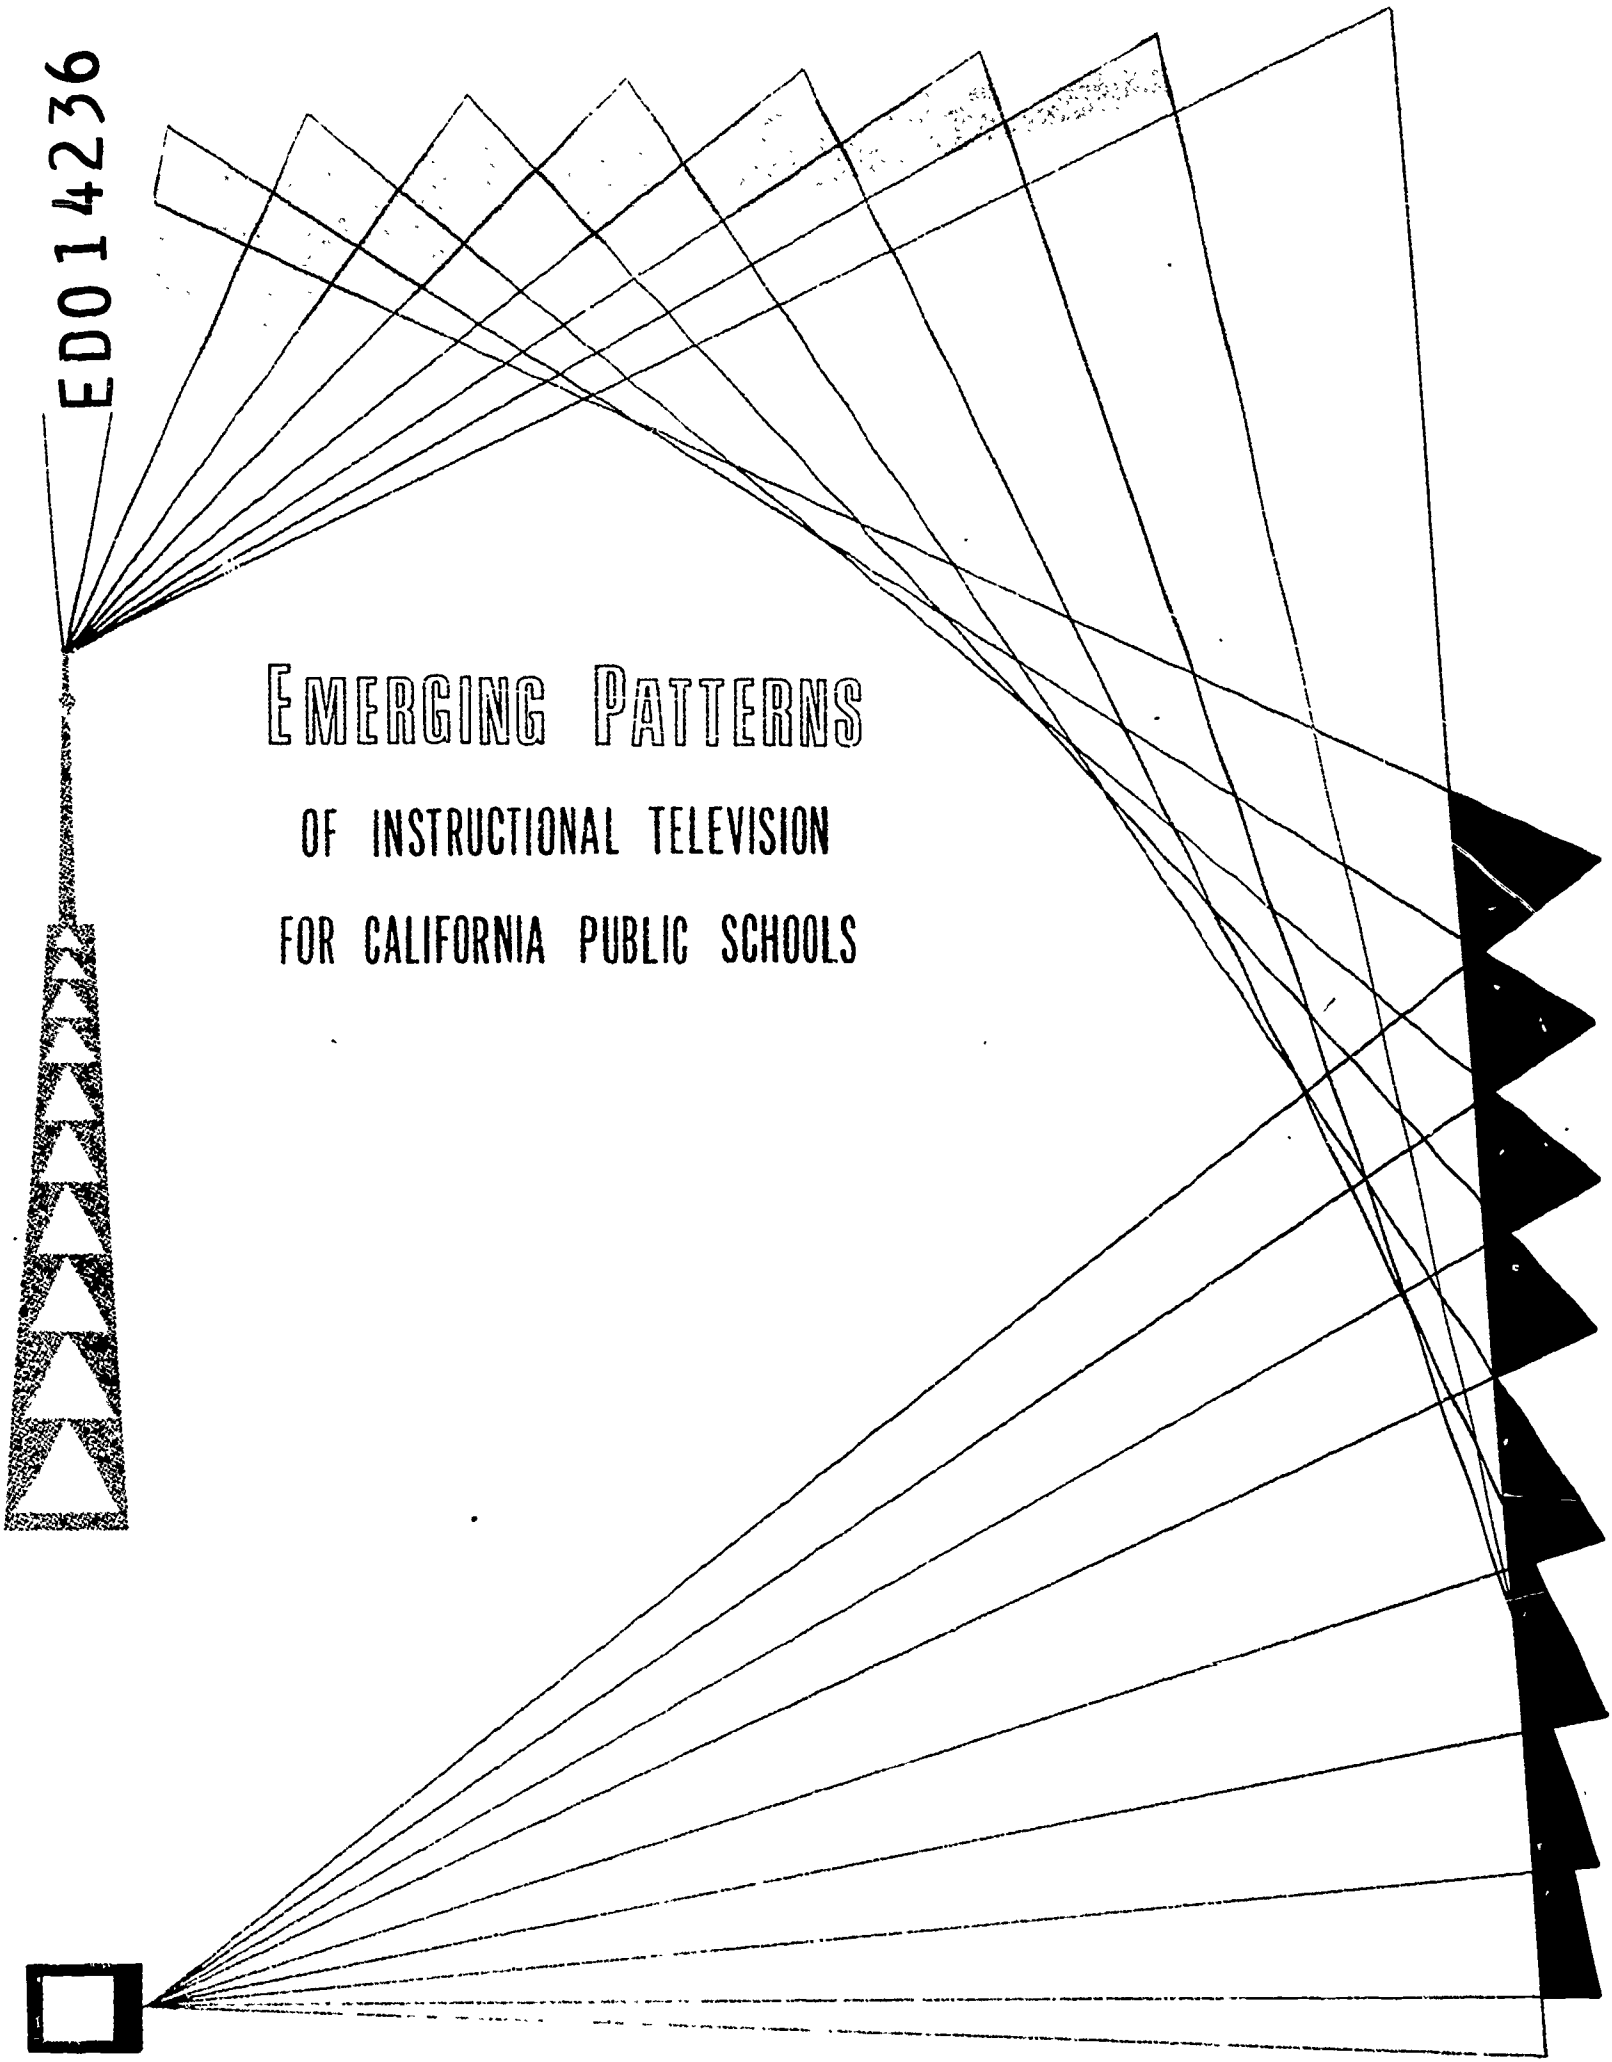 ED014236
EMERGING PATTERNS
OF INSTRUCTIONAL TELEVISION
FOR CALIFORNIA PUBLIC SCHOOLS